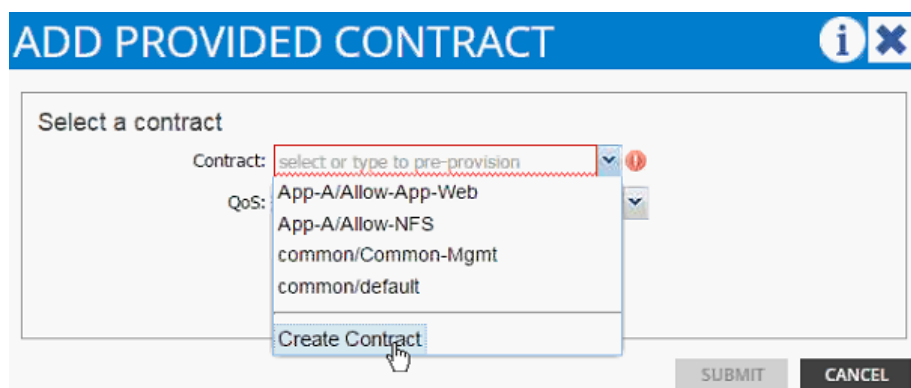 ADD PROVIDED CONTRACT
Select a contract
Contract: select or type to pre-provision
QoS:
App-A/Allow-App-Web
App-A/Allow-NFS
common/Common-Mgmt
common/default
Create Contract
SUBMIT CANCEL